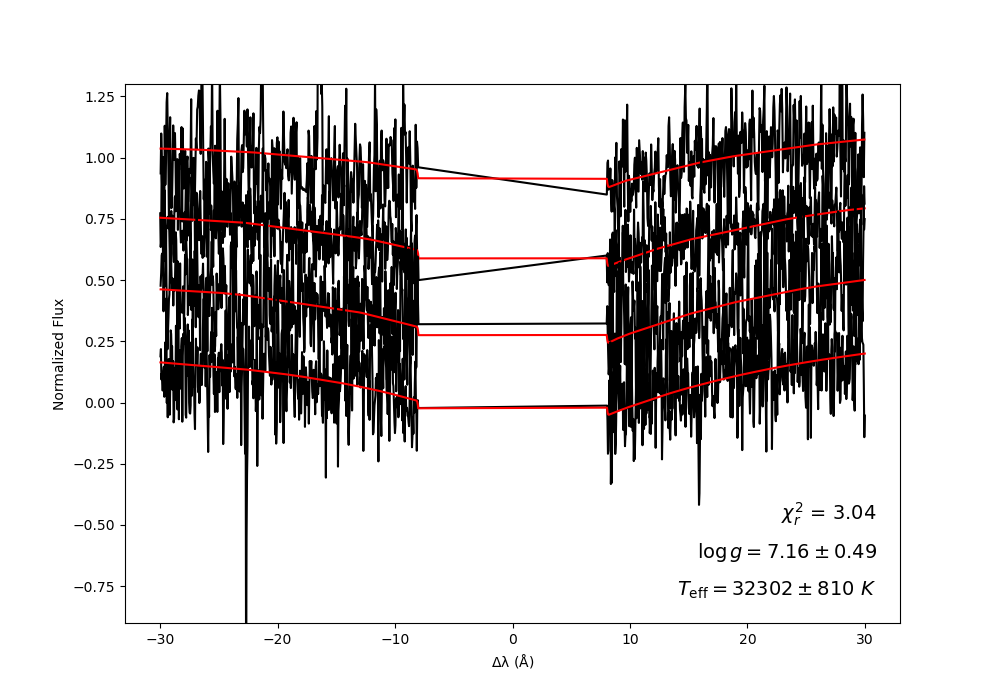 1.25
1.00
0.75
0.50
0.25
0.00
−0.25
−0.50
−0.75
Normalized Flux
χ²ᵣ = 3.04
log g = 7.16 ± 0.49
T_eff = 32302 ± 810 K
−30 −20 −10 0 10 20 30
Δλ (Å)